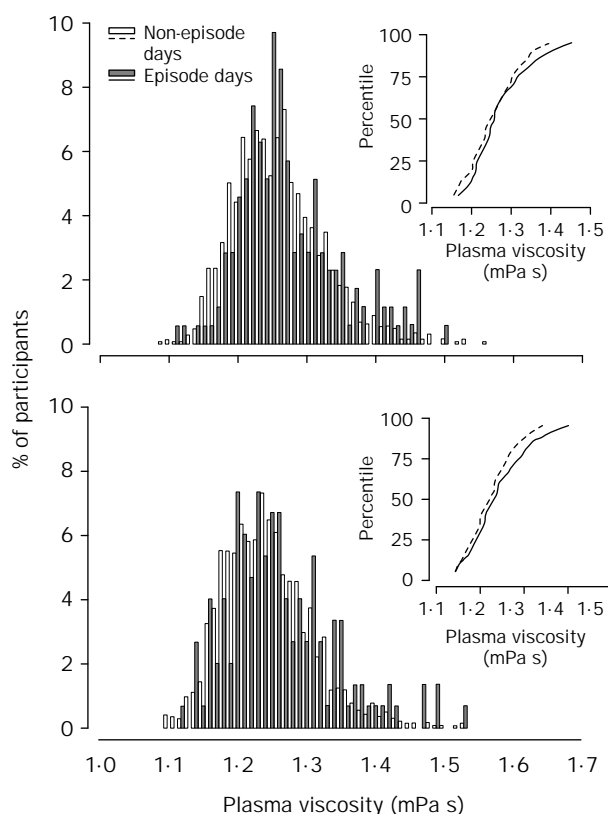 10
8
6
4
2
0
Non-episode
days
Episode days
Percentile
100
75
50
25
0
1·1 1·2 1·3 1·4 1·5
Plasma viscosity
(mPa s)
% of participants
10
8
6
4
2
0
Percentile
100
75
50
25
0
1·1 1·2 1·3 1·4 1·5
Plasma viscosity
(mPa s)
1·0 1·1 1·2 1·3 1·4 1·5 1·6 1·7
Plasma viscosity (mPa s)